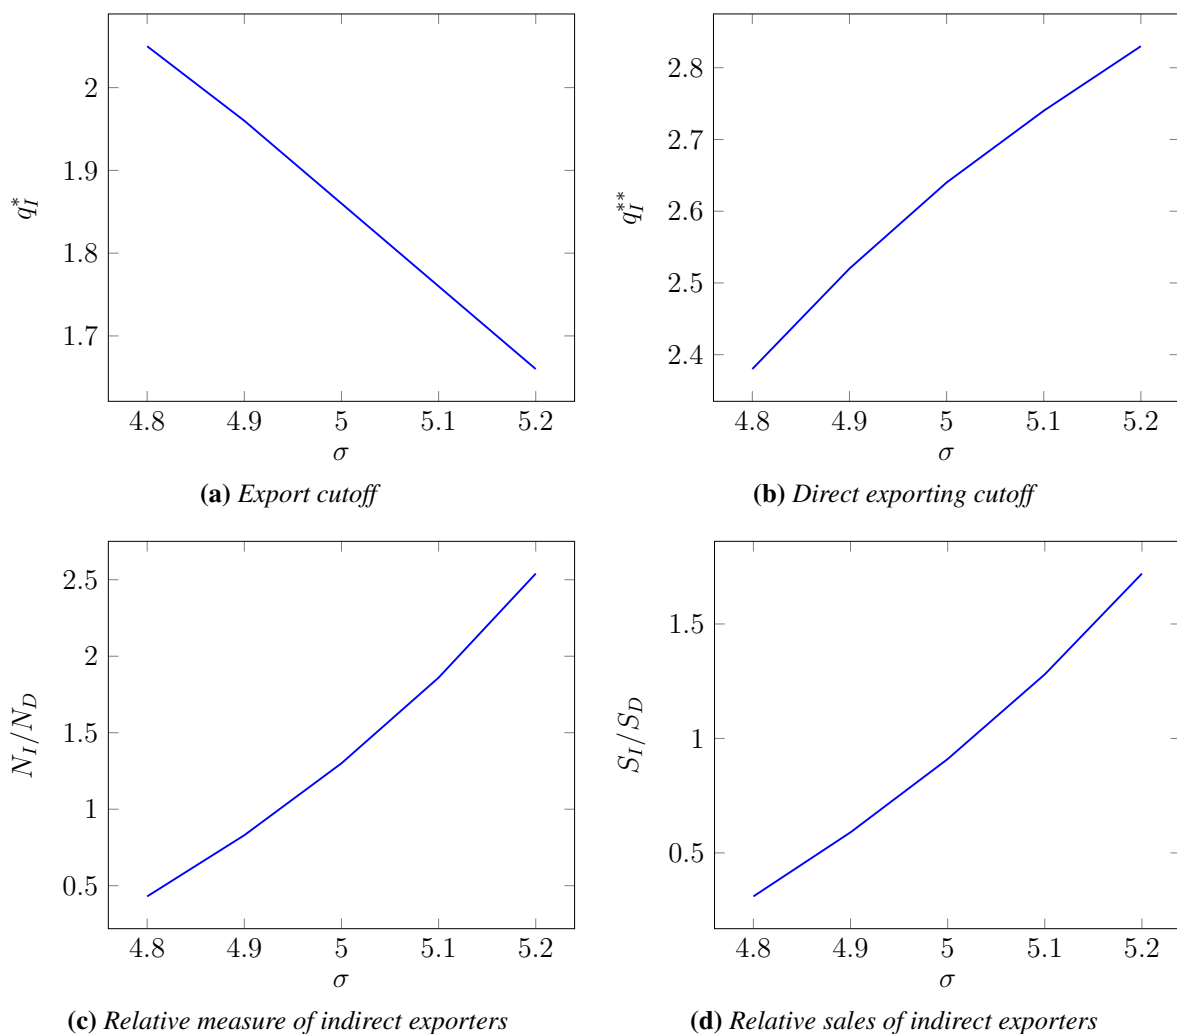 2
1.9
1.8
1.7
q_I^*
4.8 4.9 5 5.1 5.2
σ
(a) Export cutoff
2.8
2.7
2.6
2.5
2.4
q_I^{**}
4.8 4.9 5 5.1 5.2
σ
(b) Direct exporting cutoff
2.5
2
1.5
1
0.5
N_I/N_D
4.8 4.9 5 5.1 5.2
σ
(c) Relative measure of indirect exporters
1.5
1
0.5
S_I/S_D
4.8 4.9 5 5.1 5.2
σ
(d) Relative sales of indirect exporters